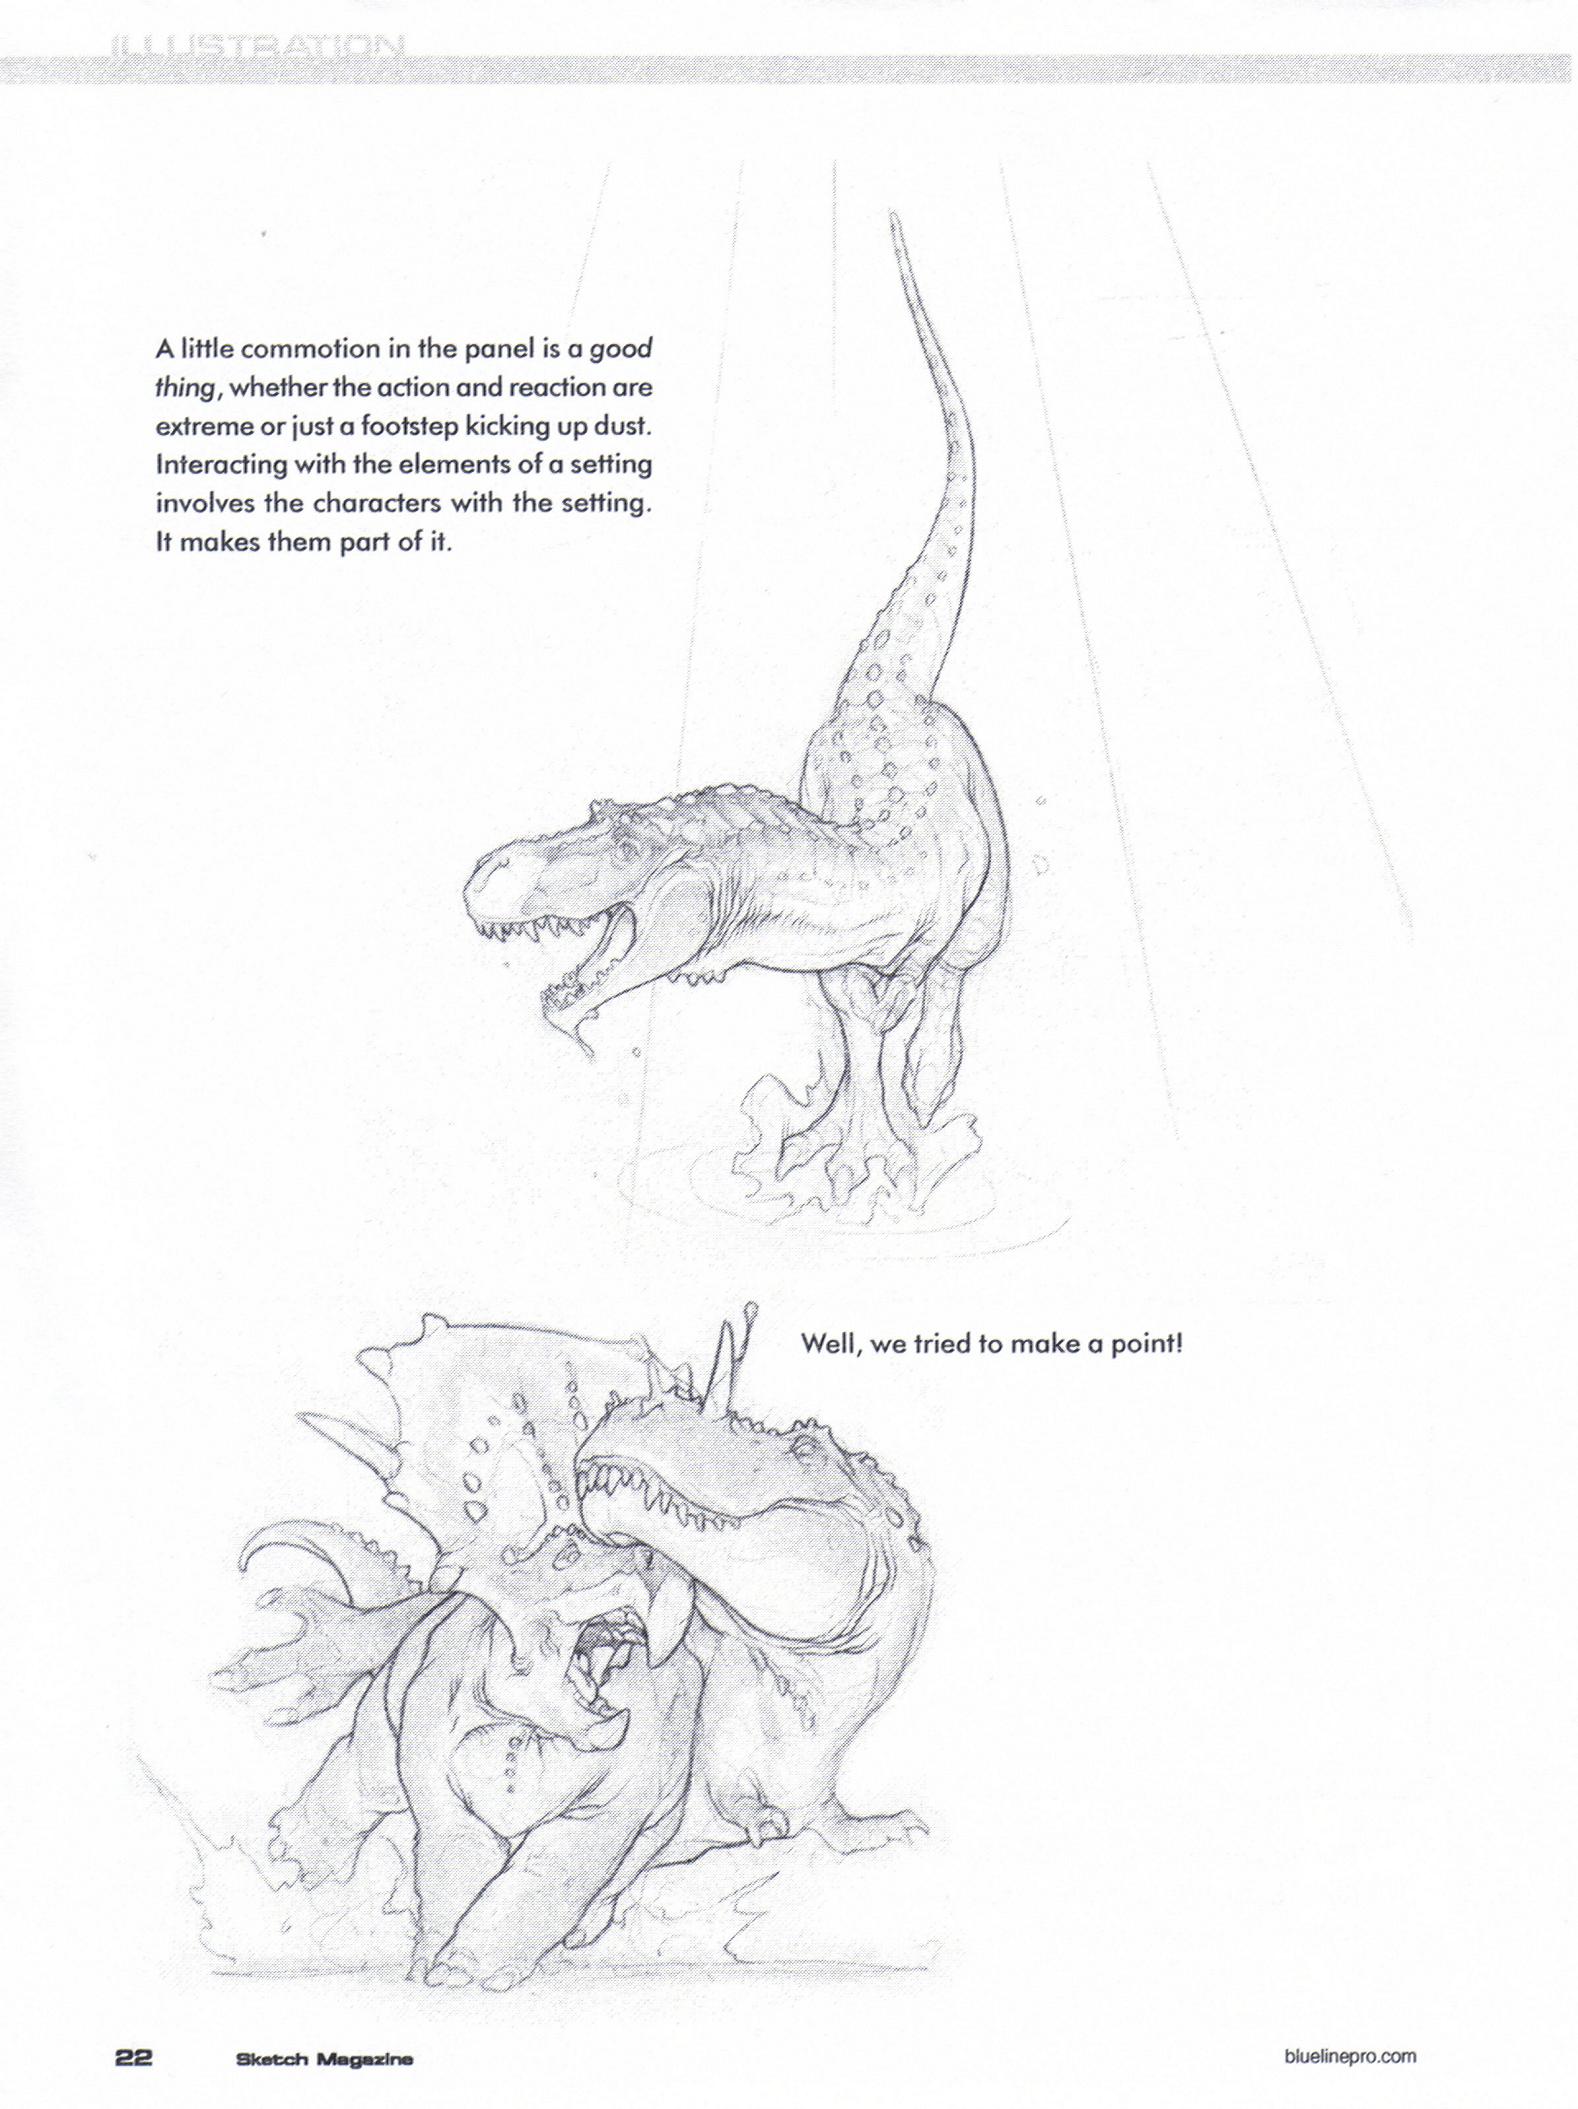 ILLUSTRATION
A little commotion in the panel is a good
thing, whether the action and reaction are
extreme or just a footstep kicking up dust.
Interacting with the elements of a setting
involves the characters with the setting.
It makes them part of it.
Well, we tried to make a point!
22 Sketch Magazine bluelinepro.com